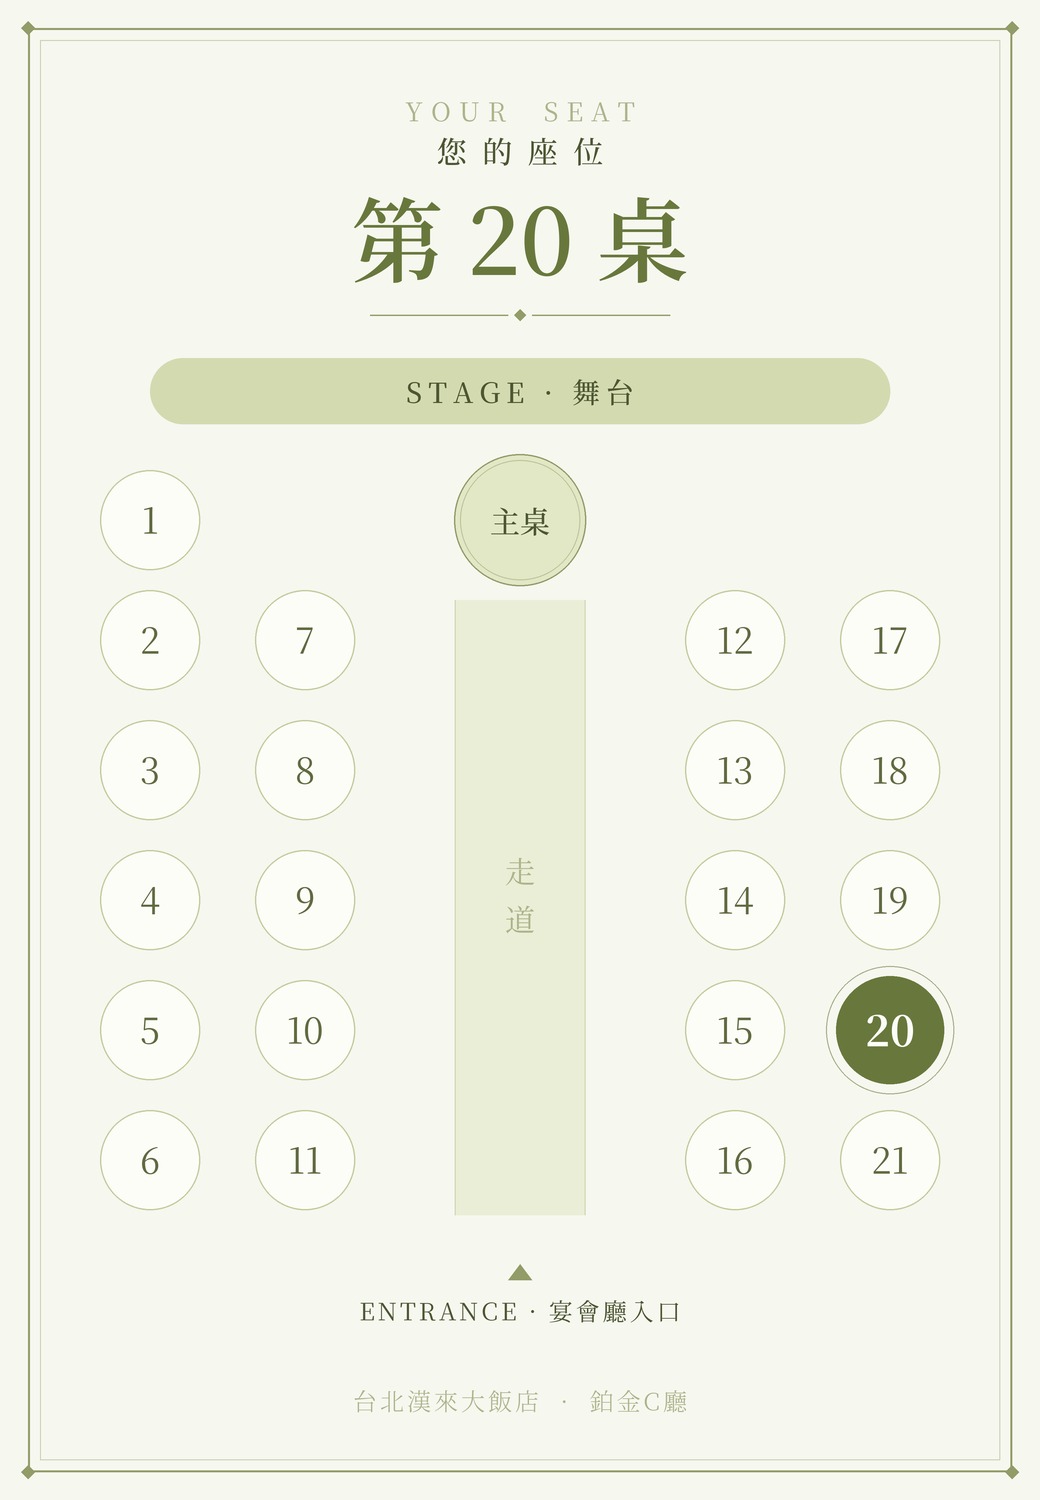 YOUR SEAT
您的座位
第 20 桌
STAGE · 舞台
1
主桌
2 7 12 17
3 8 13 18
走道
4 9 14 19
5 10 15 20
6 11 16 21
ENTRANCE · 宴會廳入口
台北漢來大飯店 · 鉑金C廳